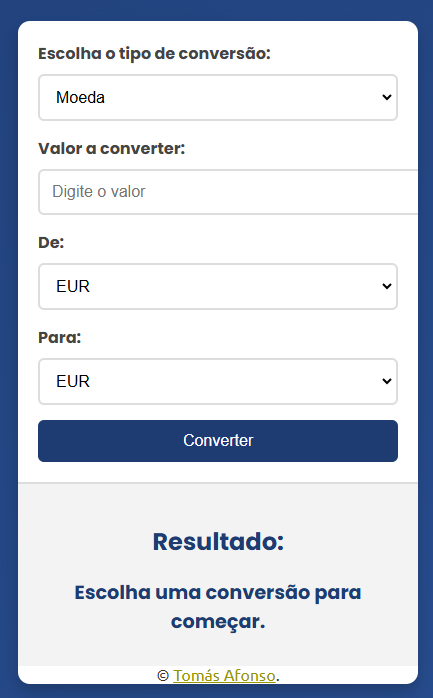 Escolha o tipo de conversão:
Moeda
Valor a converter:
Digite o valor
De:
EUR
Para:
EUR
Converter
Resultado:
Escolha uma conversão para
começar.
© Tomás Afonso.